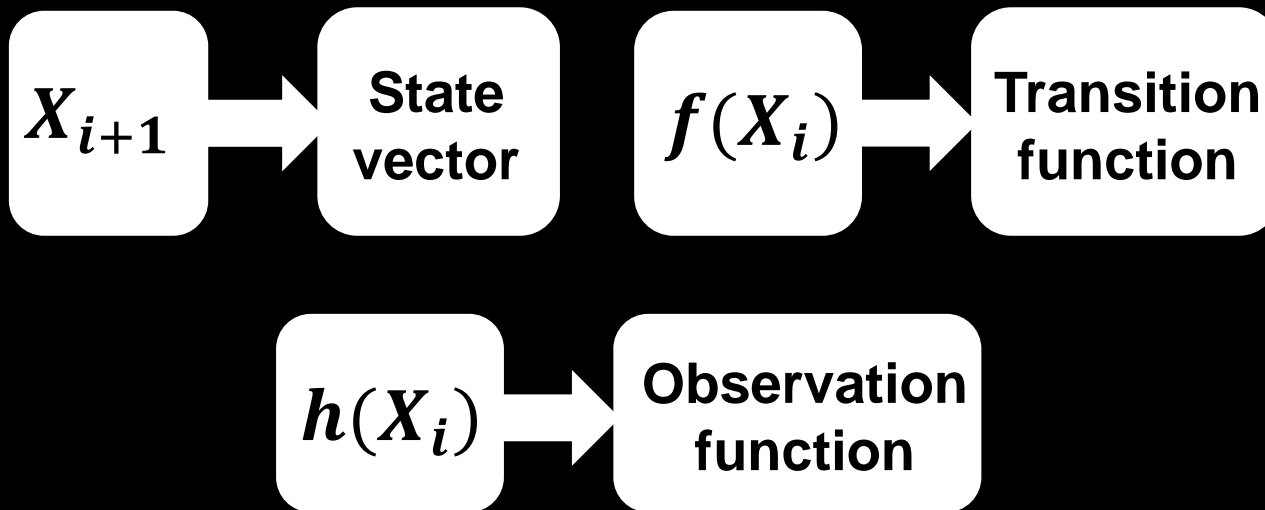 X_{i+1}
State
vector
f(X_i)
Transition
function
h(X_i)
Observation
function